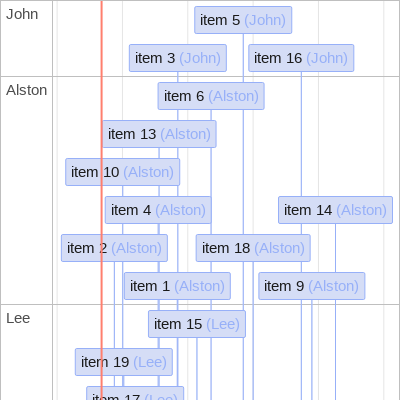 John
item 5 (John)
item 3 (John)
item 16 (John)
Alston
item 6 (Alston)
item 13 (Alston)
item 10 (Alston)
item 4 (Alston)
item 14 (Alston)
item 2 (Alston)
item 18 (Alston)
item 1 (Alston)
item 9 (Alston)
Lee
item 15 (Lee)
item 19 (Lee)
item 17 (Lee)